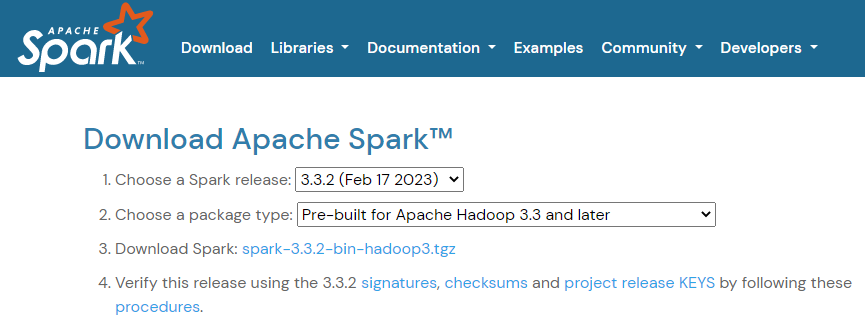 APACHE
Spark™
Download Libraries Documentation Examples Community Developers
Download Apache Spark™
1. Choose a Spark release: 3.3.2 (Feb 17 2023)
2. Choose a package type: Pre-built for Apache Hadoop 3.3 and later
3. Download Spark: spark-3.3.2-bin-hadoop3.tgz
4. Verify this release using the 3.3.2 signatures, checksums and project release KEYS by following these
procedures.